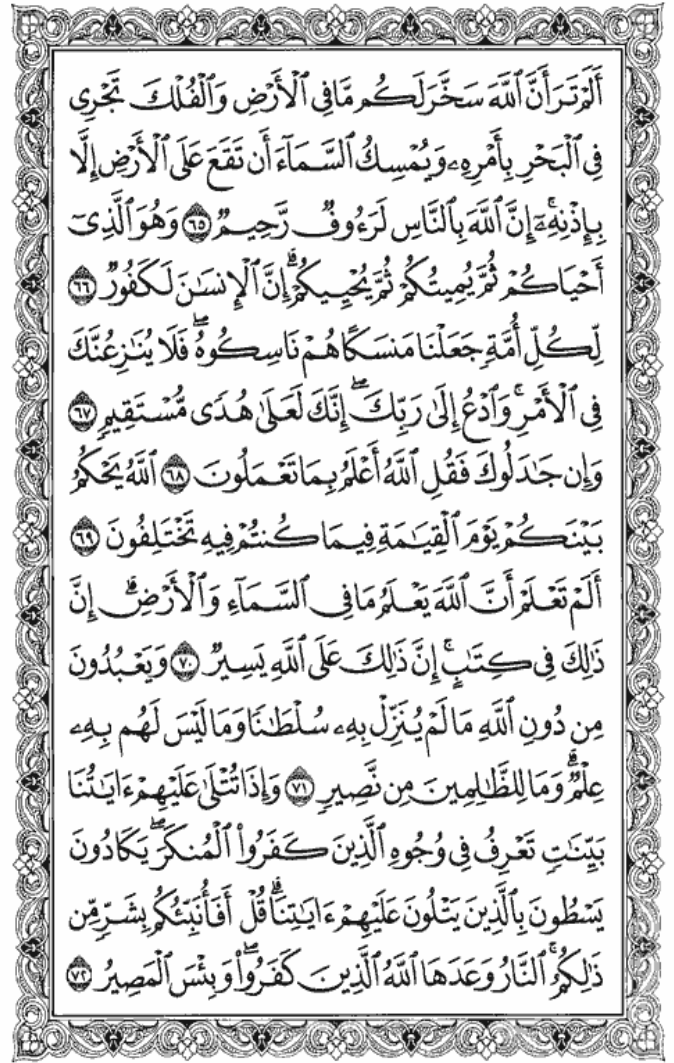 أَلَمْ تَرَ أَنَّ ٱللَّهَ سَخَّرَ لَكُم مَّا فِى ٱلْأَرْضِ وَٱلْفُلْكَ تَجْرِى
فِى ٱلْبَحْرِ بِأَمْرِهِۦ وَيُمْسِكُ ٱلسَّمَآءَ أَن تَقَعَ عَلَى ٱلْأَرْضِ إِلَّا
بِإِذْنِهِۦٓ ۗ إِنَّ ٱللَّهَ بِٱلنَّاسِ لَرَءُوفٌ رَّحِيمٌ ٦٥ وَهُوَ ٱلَّذِىٓ
أَحْيَاكُمْ ثُمَّ يُمِيتُكُمْ ثُمَّ يُحْيِيكُمْ ۗ إِنَّ ٱلْإِنسَٰنَ لَكَفُورٌ ٦٦
لِّكُلِّ أُمَّةٍ جَعَلْنَا مَنسَكًا هُمْ نَاسِكُوهُ ۖ فَلَا يُنَٰزِعُنَّكَ
فِى ٱلْأَمْرِ ۚ وَٱدْعُ إِلَىٰ رَبِّكَ ۖ إِنَّكَ لَعَلَىٰ هُدًى مُّسْتَقِيمٍ ٦٧
وَإِن جَٰدَلُوكَ فَقُلِ ٱللَّهُ أَعْلَمُ بِمَا تَعْمَلُونَ ٦٨ ٱللَّهُ يَحْكُمُ
بَيْنَكُمْ يَوْمَ ٱلْقِيَٰمَةِ فِيمَا كُنتُمْ فِيهِ تَخْتَلِفُونَ ٦٩
أَلَمْ تَعْلَمْ أَنَّ ٱللَّهَ يَعْلَمُ مَا فِى ٱلسَّمَآءِ وَٱلْأَرْضِ ۗ إِنَّ
ذَٰلِكَ فِى كِتَٰبٍ ۚ إِنَّ ذَٰلِكَ عَلَى ٱللَّهِ يَسِيرٌ ٧٠ وَيَعْبُدُونَ
مِن دُونِ ٱللَّهِ مَا لَمْ يُنَزِّلْ بِهِۦ سُلْطَٰنًا وَمَا لَيْسَ لَهُم بِهِۦ
عِلْمٌ ۗ وَمَا لِلظَّٰلِمِينَ مِن نَّصِيرٍ ٧١ وَإِذَا تُتْلَىٰ عَلَيْهِمْ ءَايَٰتُنَا
بَيِّنَٰتٍ تَعْرِفُ فِى وُجُوهِ ٱلَّذِينَ كَفَرُوا۟ ٱلْمُنكَرَ ۖ يَكَادُونَ
يَسْطُونَ بِٱلَّذِينَ يَتْلُونَ عَلَيْهِمْ ءَايَٰتِنَا ۗ قُلْ أَفَأُنَبِّئُكُم بِشَرٍّ مِّن
ذَٰلِكُمُ ۗ ٱلنَّارُ وَعَدَهَا ٱللَّهُ ٱلَّذِينَ كَفَرُوا۟ ۖ وَبِئْسَ ٱلْمَصِيرُ ٧٢